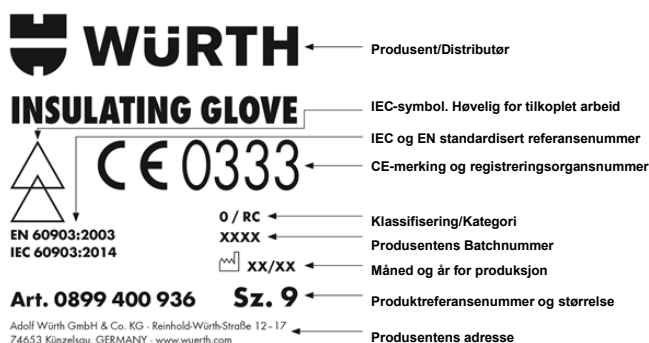 WÜRTH
Produsent/Distributør
INSULATING GLOVE
IEC-symbol. Høvelig for tilkoplet arbeid
IEC og EN standardisert referansenummer
CE 0333
CE-merking og registreringsorgansnummer
0 / RC
Klassifisering/Kategori
EN 60903:2003
XXXX
Produsentens Batchnummer
IEC 60903:2014
XX/XX
Måned og år for produksjon
Art. 0899 400 936 Sz. 9
Produktreferansenummer og størrelse
Adolf Würth GmbH & Co. KG · Reinhold-Würth-Straße 12–17
74653 Künzelsau, GERMANY · www.wuerth.com
Produsentens adresse